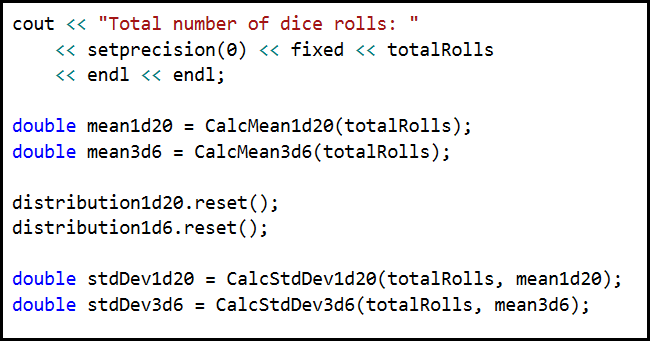 cout << "Total number of dice rolls: "
    << setprecision(0) << fixed << totalRolls
    << endl << endl;

double mean1d20 = CalcMean1d20(totalRolls);
double mean3d6 = CalcMean3d6(totalRolls);

distribution1d20.reset();
distribution1d6.reset();

double stdDev1d20 = CalcStdDev1d20(totalRolls, mean1d20);
double stdDev3d6 = CalcStdDev3d6(totalRolls, mean3d6);